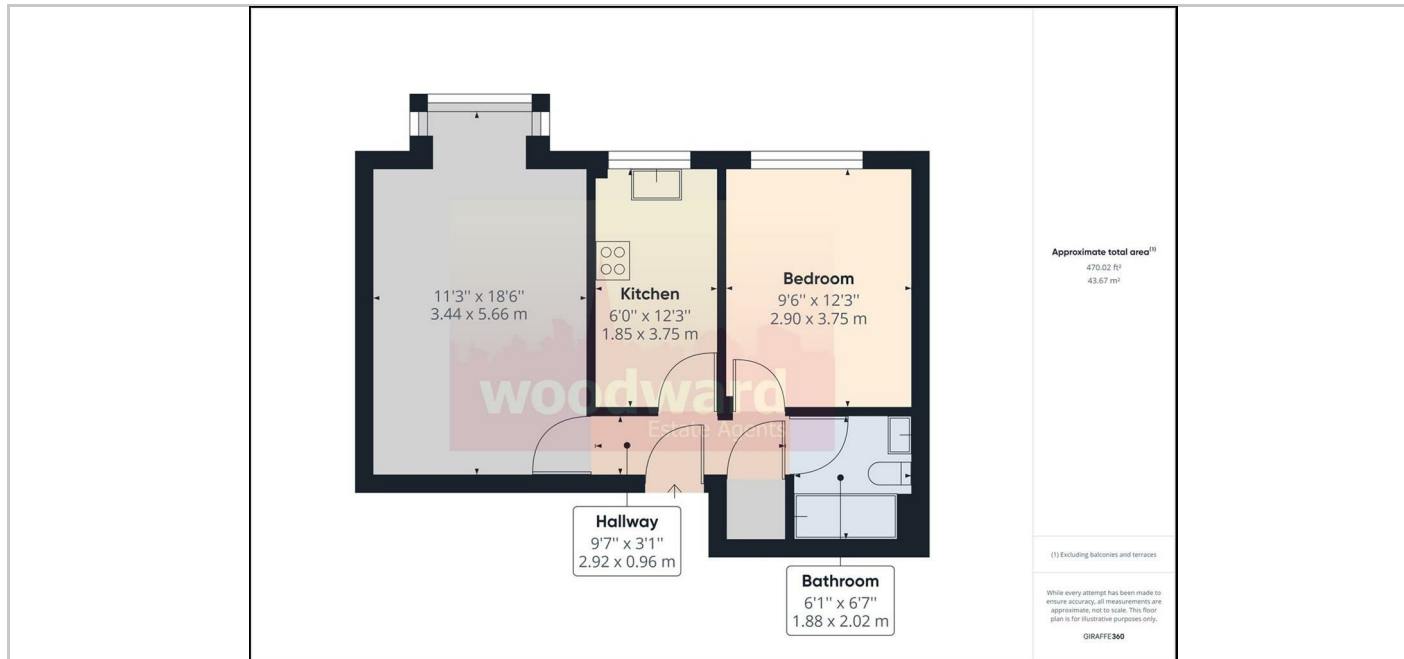 11'3" x 18'6"
3.44 x 5.66 m
Kitchen
6'0" x 12'3"
1.85 x 3.75 m
Bedroom
9'6" x 12'3"
2.90 x 3.75 m
woodward
Estate Agents
Hallway
9'7" x 3'1"
2.92 x 0.96 m
Bathroom
6'1" x 6'7"
1.88 x 2.02 m
Approximate total area(1)
470.02 ft²
43.67 m²
(1) Excluding balconies and terraces
While every attempt has been made to
ensure accuracy, all measurements are
approximate, not to scale. This floor
plan is for illustrative purposes only.
GIRAFFE360